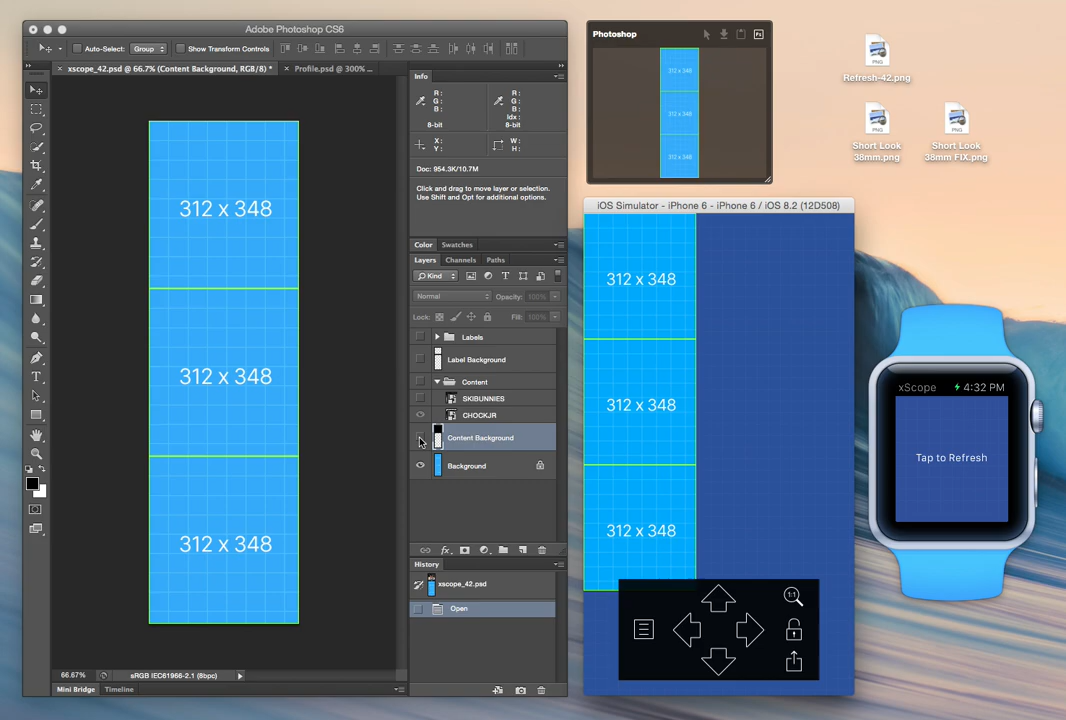 Adobe Photoshop CS6
Auto-Select: Group Show Transform Controls
xscope_42.psd @ 66.7% (Content Background, RGB/8) * Profile.psd @ 300% ...
312 x 348
312 x 348
312 x 348
66.67% sRGB IEC61966-2.1 (8bpc)
Mini Bridge Timeline
Info
R:
G:
B:
8-bit
R:
G:
B:
Idx:
8-bit
X:
Y:
W:
H:
Doc: 954.3K/10.7M
Click and drag to move layer or selection.
Use Shift and Opt for additional options.
Color Swatches
Layers Channels Paths
Kind
Normal Opacity: 100%
Lock: Fill: 100%
Labels
Label Background
Content
SKIBUNNIES
CHOCKJR
Content Background
Background
fx
History
xscope_42.psd
Open
Photoshop
Ps
312 x 348
312 x 348
312 x 348
iOS Simulator - iPhone 6 - iPhone 6 / iOS 8.2 (12D508)
312 x 348
312 x 348
312 x 348
1:1
PNG
Refresh-42.png
PNG
Short Look
38mm.png
PNG
Short Look
38mm FIX.png
xScope 4:32 PM
Tap to Refresh